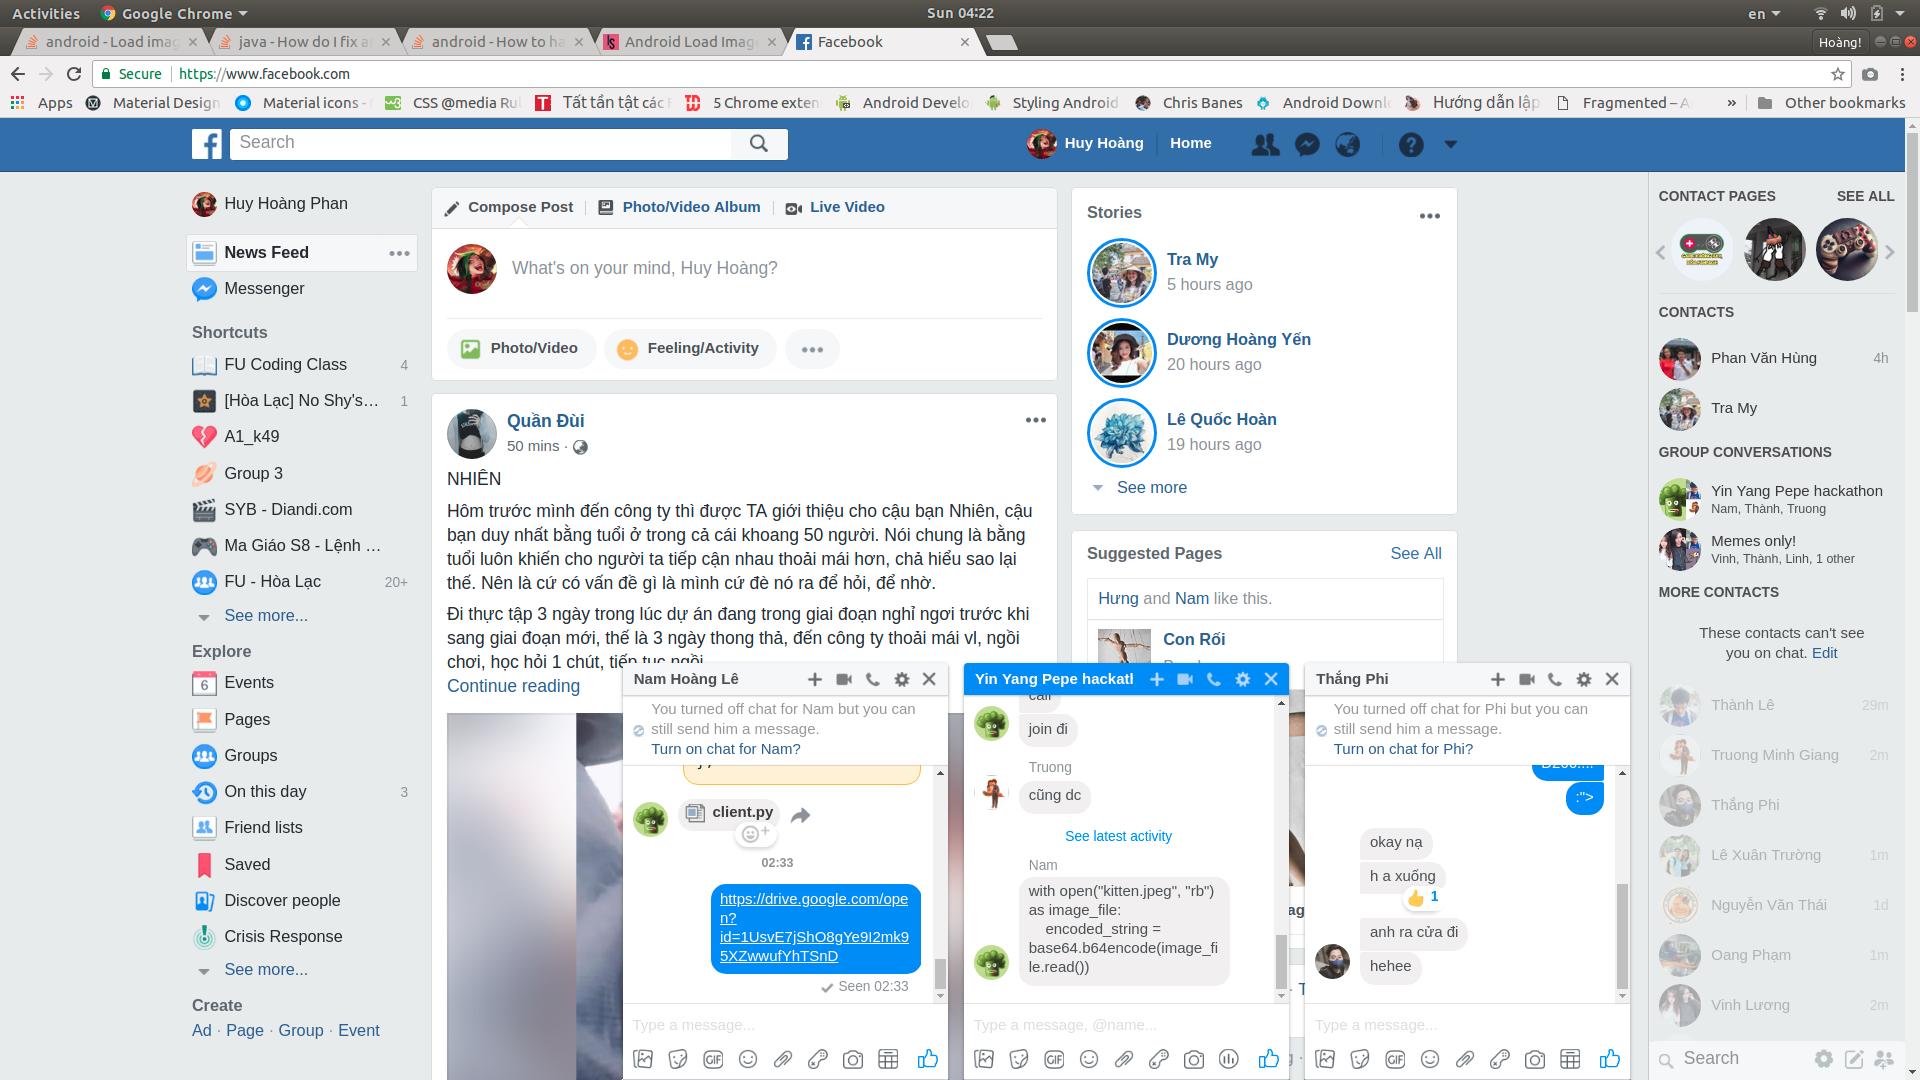 Activities
Google Chrome
Sun 04:22
en
android - Load imag
java - How do I fix a
android - How to ha
Android Load Imag
Facebook
Hoàng!
Secure
https://www.facebook.com
Apps
Material Design
Material icons -
CSS @media Rul
Tất tần tật các
5 Chrome exten
Android Develo
Styling Android
Chris Banes
Android Downl
Hướng dẫn lập
Fragmented – A
»
Other bookmarks
Search
Huy Hoàng
Home
Huy Hoàng Phan
News Feed
Messenger
Shortcuts
FU Coding Class 4
[Hòa Lạc] No Shy's... 1
A1_k49
Group 3
SYB - Diandi.com
Ma Giáo S8 - Lệnh ...
FU - Hòa Lạc 20+
See more...
Explore
Events
Pages
Groups
On this day 3
Friend lists
Saved
Discover people
Crisis Response
See more...
Create
Ad · Page · Group · Event
Compose Post
Photo/Video Album
Live Video
What's on your mind, Huy Hoàng?
Photo/Video
Feeling/Activity
Quần Đùi
50 mins ·
NHIÊN
Hôm trước mình đến công ty thì được TA giới thiệu cho cậu bạn Nhiên, cậu
bạn duy nhất bằng tuổi ở trong cả cái khoang 50 người. Nói chung là bằng
tuổi luôn khiến cho người ta tiếp cận nhau thoải mái hơn, chả hiểu sao lại
thế. Nên là cứ có vấn đề gì là mình cứ đè nó ra để hỏi, để nhờ.
Đi thực tập 3 ngày trong lúc dự án đang trong giai đoạn nghỉ ngơi trước khi
sang giai đoạn mới, thế là 3 ngày thong thả, đến công ty thoải mái vl, ngồi
chơi, học hỏi 1 chút, tiếp tục ngồi
Continue reading
Stories
Tra My
5 hours ago
Dương Hoàng Yến
20 hours ago
Lê Quốc Hoàn
19 hours ago
See more
Suggested Pages
See All
Hưng and Nam like this.
Con Rối
Nam Hoàng Lê
You turned off chat for Nam but you can
still send him a message.
Turn on chat for Nam?
client.py
02:33
https://drive.google.com/ope
n?
id=1UsvE7jShO8gYe9I2mk9
5XZwwufYhTSnD
Seen 02:33
Type a message...
GIF
Yin Yang Pepe hackatl
call
join đi
Truong
cũng dc
See latest activity
Nam
with open("kitten.jpeg", "rb")
as image_file:
encoded_string =
base64.b64encode(image_fi
le.read())
Type a message, @name...
GIF
Thắng Phi
You turned off chat for Phi but you can
still send him a message.
Turn on chat for Phi?
:">
okay nạ
h a xuống
1
anh ra cửa đi
hehee
Type a message...
GIF
CONTACT PAGES
SEE ALL
CONTACTS
Phan Văn Hùng 4h
Tra My
GROUP CONVERSATIONS
Yin Yang Pepe hackathon
Nam, Thành, Truong
Memes only!
Vinh, Thành, Linh, 1 other
MORE CONTACTS
These contacts can't see
you on chat. Edit
Thành Lê 29m
Truong Minh Giang 2m
Thắng Phi
Lê Xuân Trường 1m
Nguyễn Văn Thái 1d
Oang Phạm 1m
Vinh Lương 2m
Search